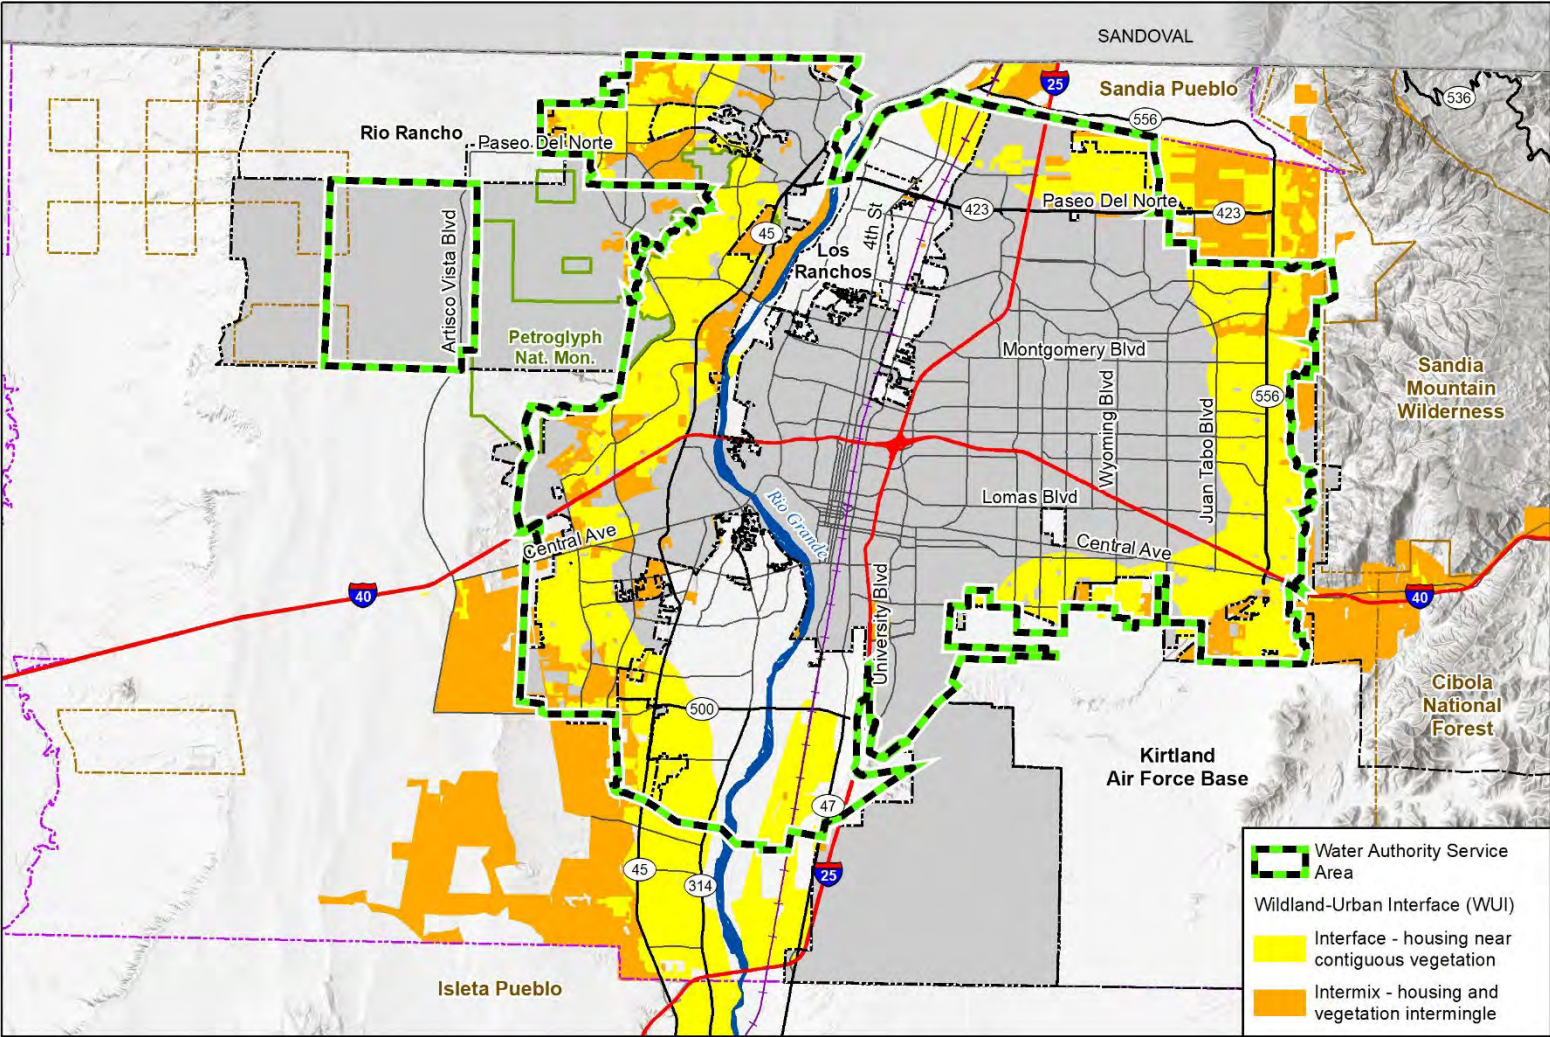 SANDOVAL
25
Sandia Pueblo
536
556
Rio Rancho
Paseo Del Norte
423
Paseo Del Norte
423
45
4th St
Los
Ranchos
Artisco Vista Blvd
Petroglyph
Nat. Mon.
Montgomery Blvd
Sandia
Mountain
Wilderness
556
Wyoming Blvd
Juan Tabo Blvd
Lomas Blvd
Rio Grande
Central Ave
Central Ave
40
40
University Blvd
Cibola
National
Forest
500
Kirtland
Air Force Base
47
45
314
25
Isleta Pueblo
Water Authority Service
Area
Wildland-Urban Interface (WUI)
Interface - housing near
contiguous vegetation
Intermix - housing and
vegetation intermingle